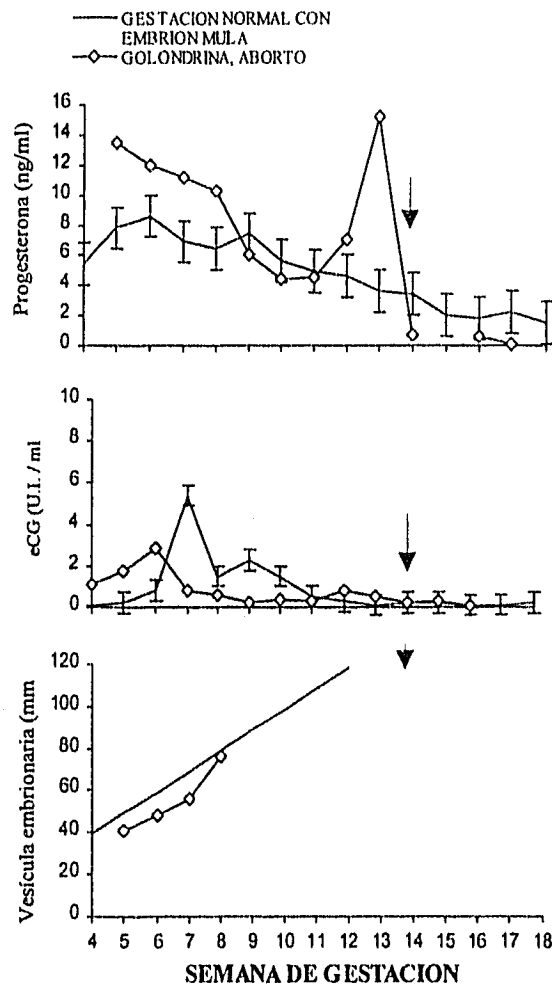 GESTACION NORMAL CON
EMBRION MULA
GOLONDRINA, ABORTO
Progesterona (ng/ml)
16
14
12
10
8
6
4
2
0
eCG (U.I. / ml
10
8
6
4
2
0
Vesícula embrionaria (mm
120
100
80
60
40
20
0
4 5 6 7 8 9 10 11 12 13 14 15 16 17 18
SEMANA DE GESTACION